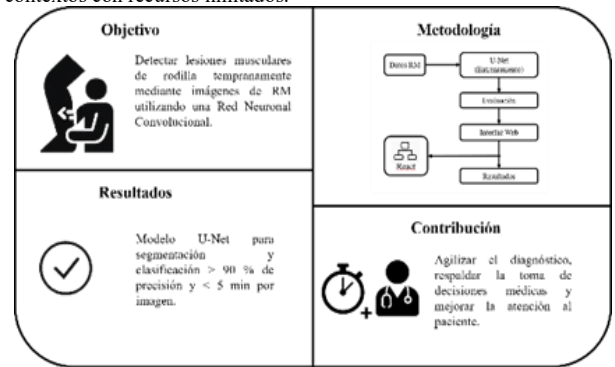 contextos con recursos limitados.
Objetivo
Detectar lesiones musculares
de rodilla tempranamente
mediante imágenes de RM
utilizando una Red Neuronal
Convolucional.
Metodología
Datos RM
U-Net
(Entrenamiento)
Evaluación
Interfaz Web
React
Resultados
Resultados
Modelo U-Net para
segmentación y
clasificación > 90 % de
precisión y < 5 min por
imagen.
Contribución
Agilizar el diagnóstico,
respaldar la toma de
decisiones médicas y
mejorar la atención al
paciente.